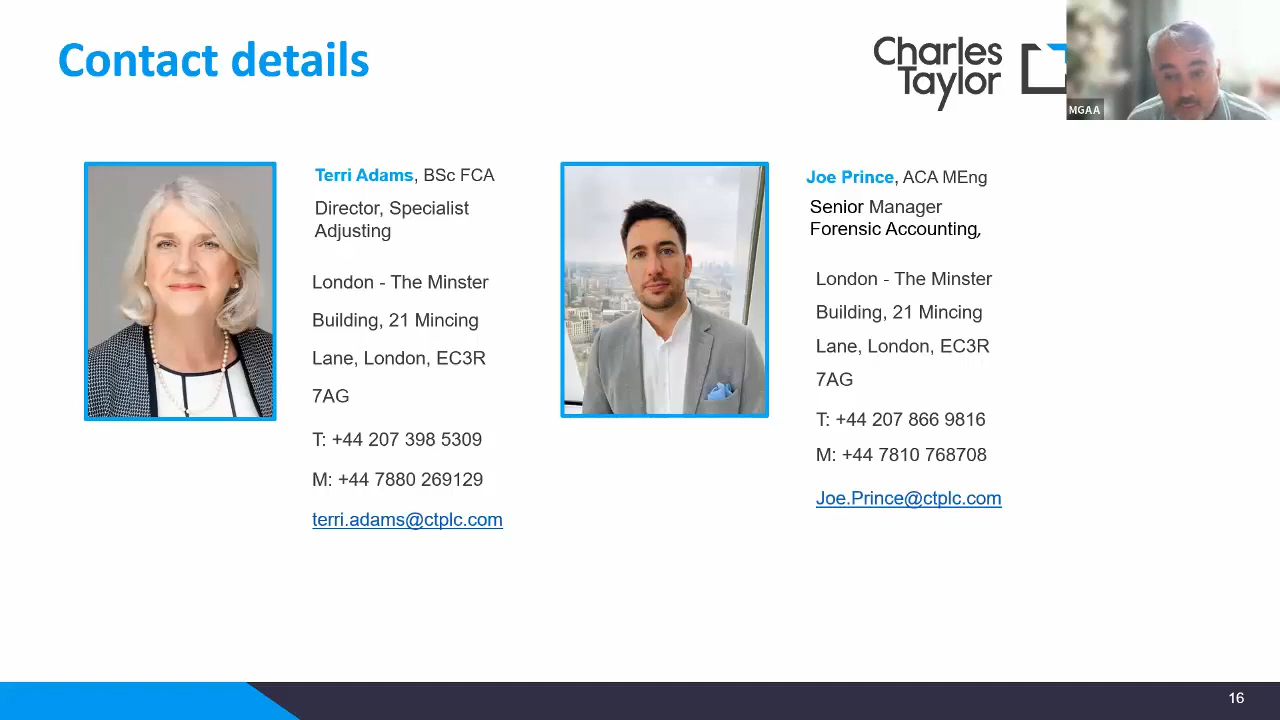 Contact details
Charles
Taylor
MGAA
Terri Adams, BSc FCA
Director, Specialist
Adjusting
London - The Minster
Building, 21 Mincing
Lane, London, EC3R
7AG
T: +44 207 398 5309
M: +44 7880 269129
terri.adams@ctplc.com
Joe Prince, ACA MEng
Senior Manager
Forensic Accounting,
London - The Minster
Building, 21 Mincing
Lane, London, EC3R
7AG
T: +44 207 866 9816
M: +44 7810 768708
Joe.Prince@ctplc.com
16